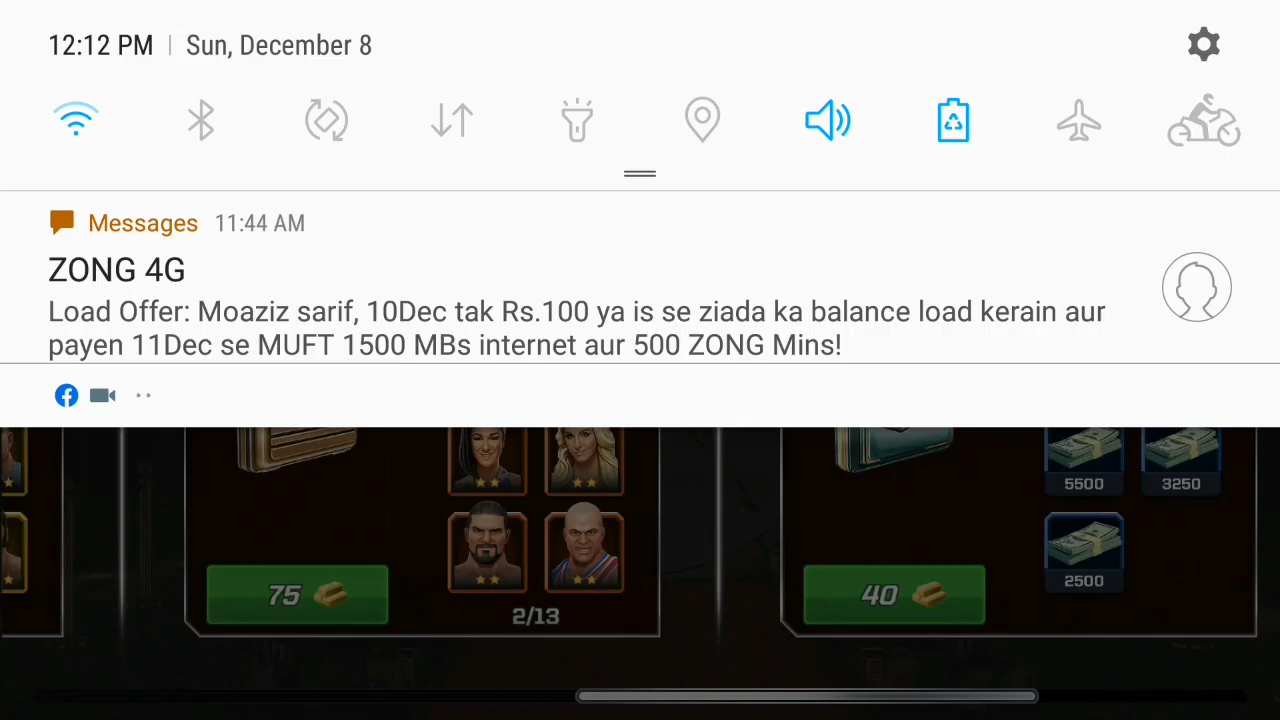 12:12 PM | Sun, December 8
Messages 11:44 AM
ZONG 4G
Load Offer: Moaziz sarif, 10Dec tak Rs.100 ya is se ziada ka balance load kerain aur
payen 11Dec se MUFT 1500 MBs internet aur 500 ZONG Mins!
5500 3250
2500
75 40
2/13